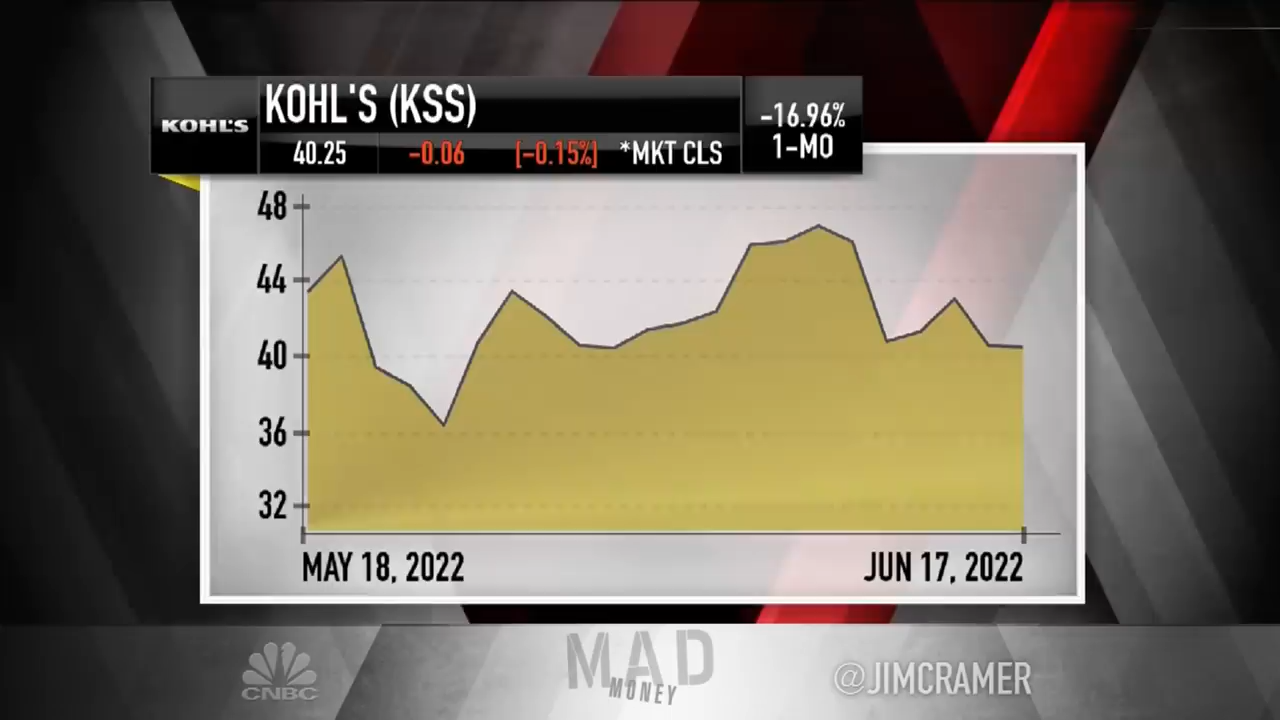 KOHL'S
KOHL'S (KSS)
40.25 -0.06 [-0.15%] *MKT CLS
-16.96%
1-MO
48
44
40
36
32
MAY 18, 2022 JUN 17, 2022
CNBC
MAD
MONEY
@JIMCRAMER